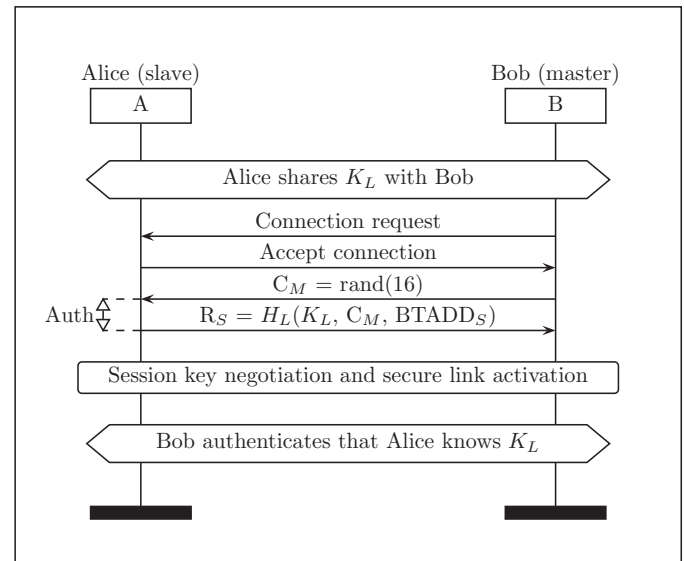 Alice (slave) Bob (master)
A B
Alice shares K_L with Bob
Connection request
Accept connection
C_M = rand(16)
Auth
R_S = H_L(K_L, C_M, BTADD_S)
Session key negotiation and secure link activation
Bob authenticates that Alice knows K_L